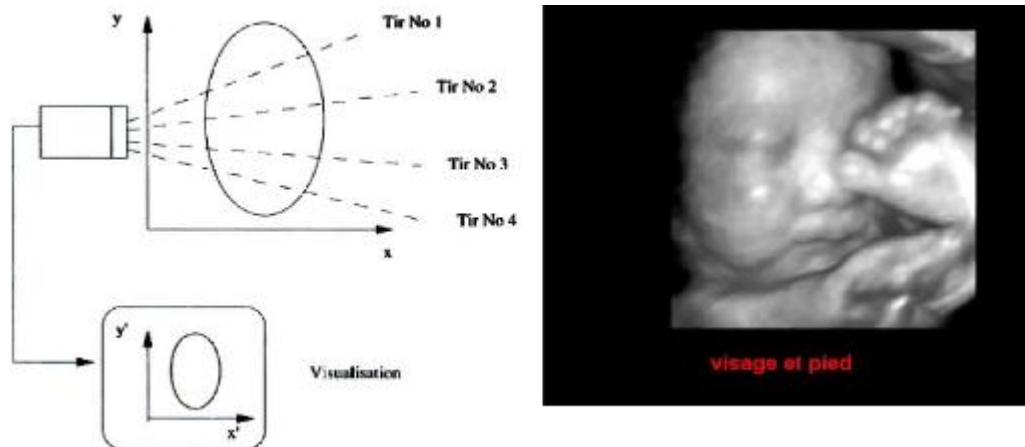 y
Tir No 1
Tir No 2
Tir No 3
Tir No 4
x
y'
Visualisation
x'
visage et pied